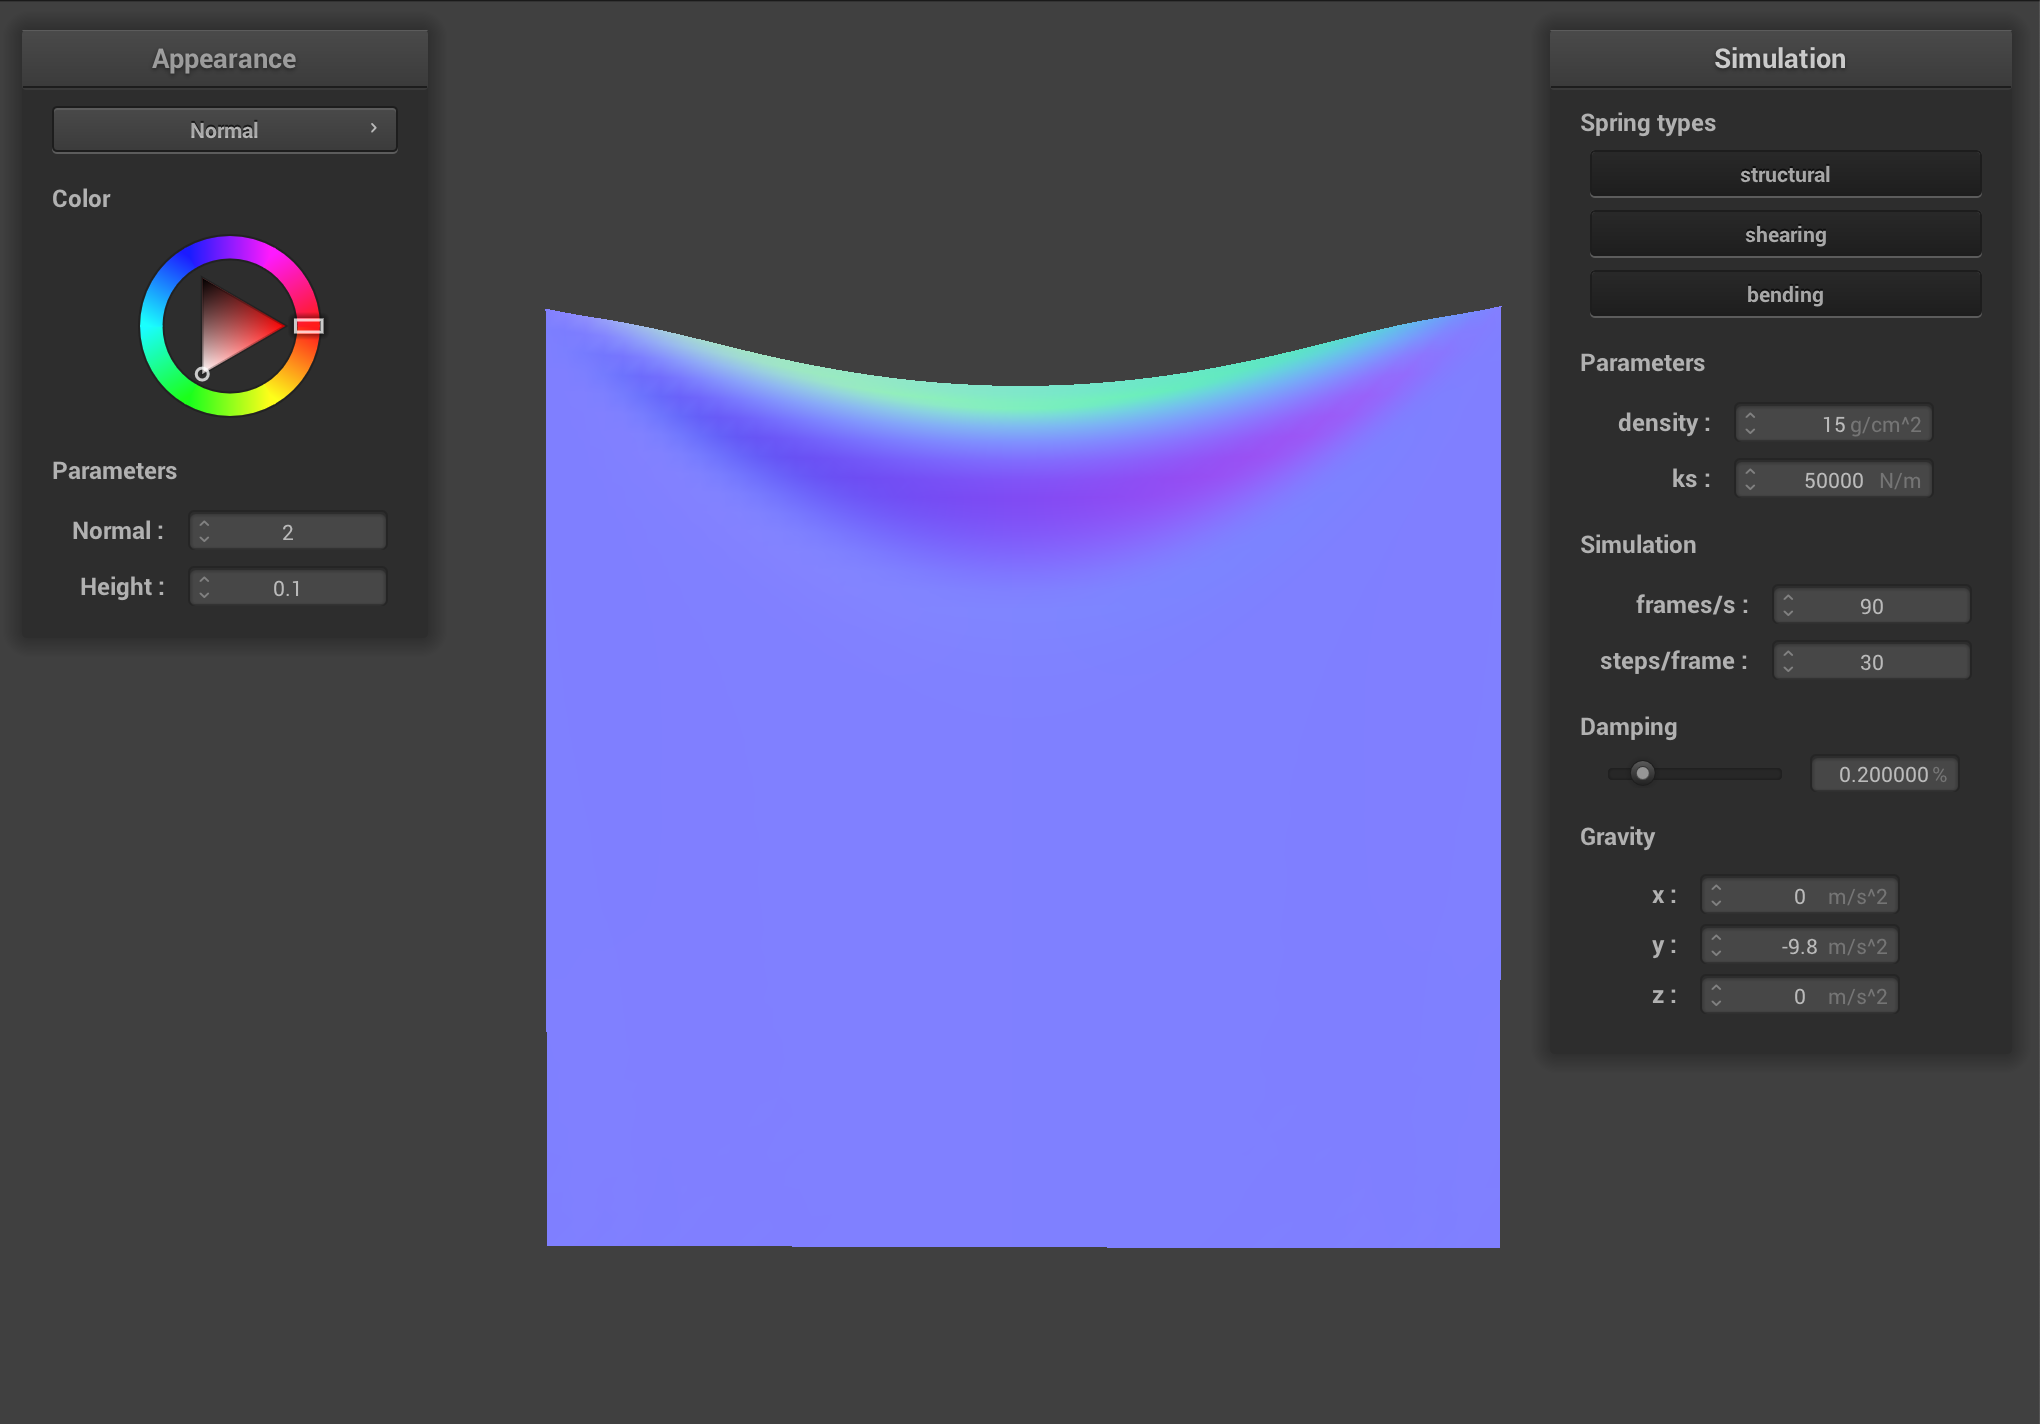 Appearance
Normal
Color
Parameters
Normal :
2
Height :
0.1
Simulation
Spring types
structural
shearing
bending
Parameters
density :
15 g/cm^2
ks :
50000 N/m
Simulation
frames/s :
90
steps/frame :
30
Damping
0.200000 %
Gravity
x :
0 m/s^2
y :
-9.8 m/s^2
z :
0 m/s^2